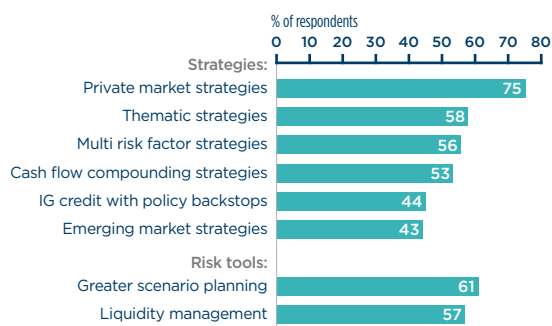 % of respondents
0 10 20 30 40 50 60 70 80
Strategies:
Private market strategies 75
Thematic strategies 58
Multi risk factor strategies 56
Cash flow compounding strategies 53
IG credit with policy backstops 44
Emerging market strategies 43
Risk tools:
Greater scenario planning 61
Liquidity management 57